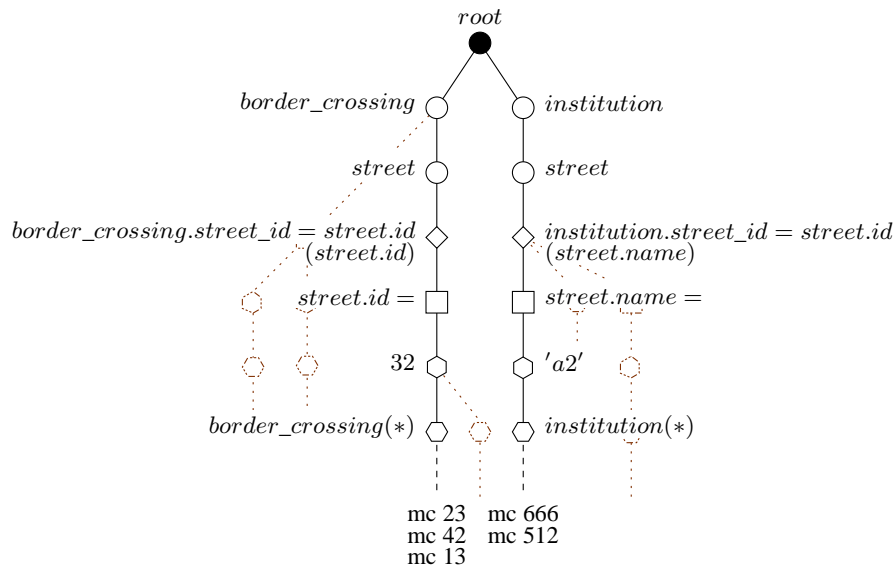 root
border_crossing institution
street street
border_crossing.street_id = street.id institution.street_id = street.id
(street.id) (street.name)
street.id = street.name =
32 'a2'
border_crossing(*) institution(*)
mc 23 mc 666
mc 42 mc 512
mc 13